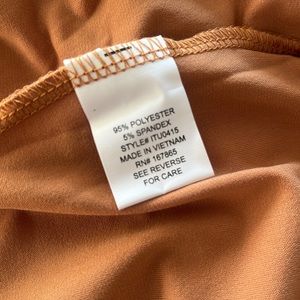 95% POLYESTER
5% SPANDEX
STYLE# ITU0415
MADE IN VIETNAM
RN# 167865
SEE REVERSE
FOR CARE